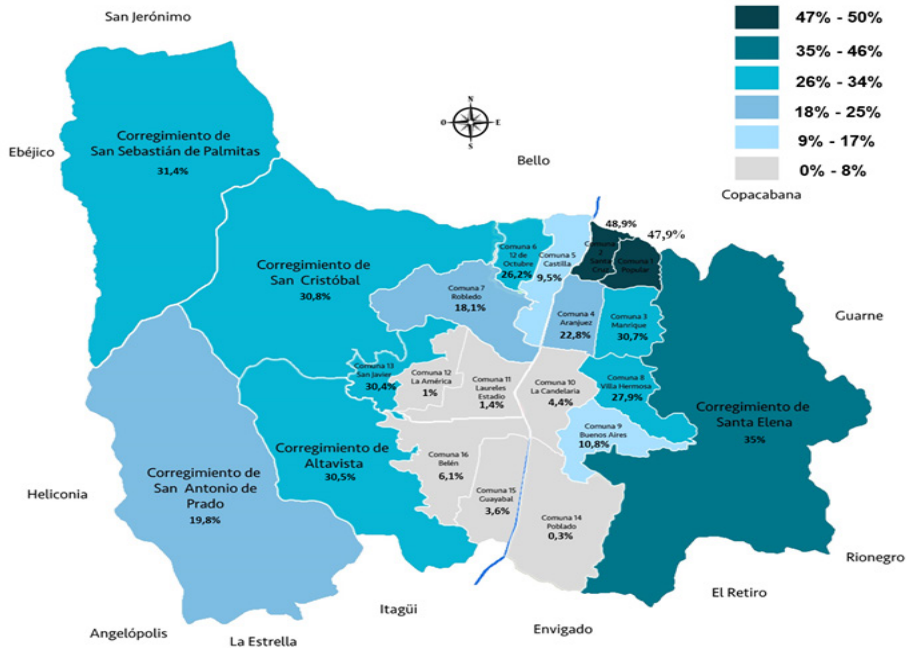 San Jerónimo
47% - 50%
35% - 46%
26% - 34%
18% - 25%
9% - 17%
0% - 8%
N
O
E
S
Ebéjico
Corregimiento de
San Sebastián de Palmitas
31,4%
Bello
Copacabana
48,9%
47,9%
Comuna
2
Santa
Cruz
Comuna 1
Popular
Comuna 6
12 de
Octubre
26,2%
Comuna 5
Castilla
9,5%
Corregimiento de
San Cristóbal
30,8%
Comuna 7
Robledo
18,1%
Comuna 4
Aranjuez
22,8%
Comuna 3
Manrique
30,7%
Guarne
Comuna 13
San Javier
30,4%
Comuna 12
La América
1%
Comuna 11
Laureles
Estadio
1,4%
Comuna 10
La Candelaria
4,4%
Comuna 8
Villa Hermosa
27,9%
Corregimiento de
Santa Elena
35%
Comuna 9
Buenos Aires
10,8%
Corregimiento de
Altavista
30,5%
Comuna 16
Belén
6,1%
Comuna 15
Guayabal
3,6%
Comuna 14
Poblado
0,3%
Heliconia
Corregimiento de
San Antonio de
Prado
19,8%
Rionegro
El Retiro
Itagüi
Envigado
Angelópolis
La Estrella